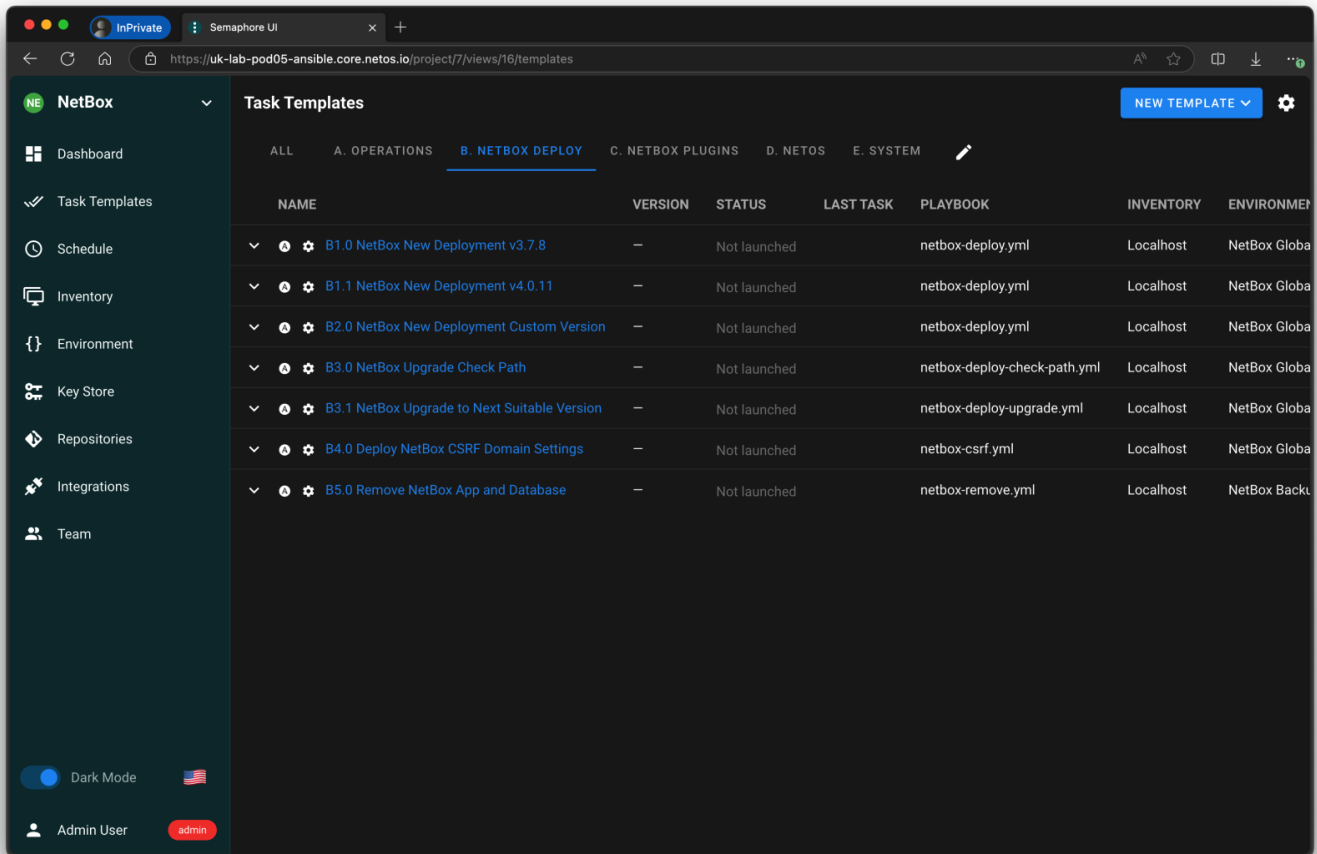 InPrivate
Semaphore UI
https://uk-lab-pod05-ansible.core.netos.io/project/7/views/16/templates
NE NetBox
Task Templates
NEW TEMPLATE
Dashboard
Task Templates
Schedule
Inventory
Environment
Key Store
Repositories
Integrations
Team
Dark Mode
Admin User admin
ALL A. OPERATIONS B. NETBOX DEPLOY C. NETBOX PLUGINS D. NETOS E. SYSTEM
NAME VERSION STATUS LAST TASK PLAYBOOK INVENTORY ENVIRONMEN
A B1.0 NetBox New Deployment v3.7.8 — Not launched netbox-deploy.yml Localhost NetBox Globa
A B1.1 NetBox New Deployment v4.0.11 — Not launched netbox-deploy.yml Localhost NetBox Globa
A B2.0 NetBox New Deployment Custom Version — Not launched netbox-deploy.yml Localhost NetBox Globa
A B3.0 NetBox Upgrade Check Path — Not launched netbox-deploy-check-path.yml Localhost NetBox Globa
A B3.1 NetBox Upgrade to Next Suitable Version — Not launched netbox-deploy-upgrade.yml Localhost NetBox Globa
A B4.0 Deploy NetBox CSRF Domain Settings — Not launched netbox-csrf.yml Localhost NetBox Globa
A B5.0 Remove NetBox App and Database — Not launched netbox-remove.yml Localhost NetBox Backu